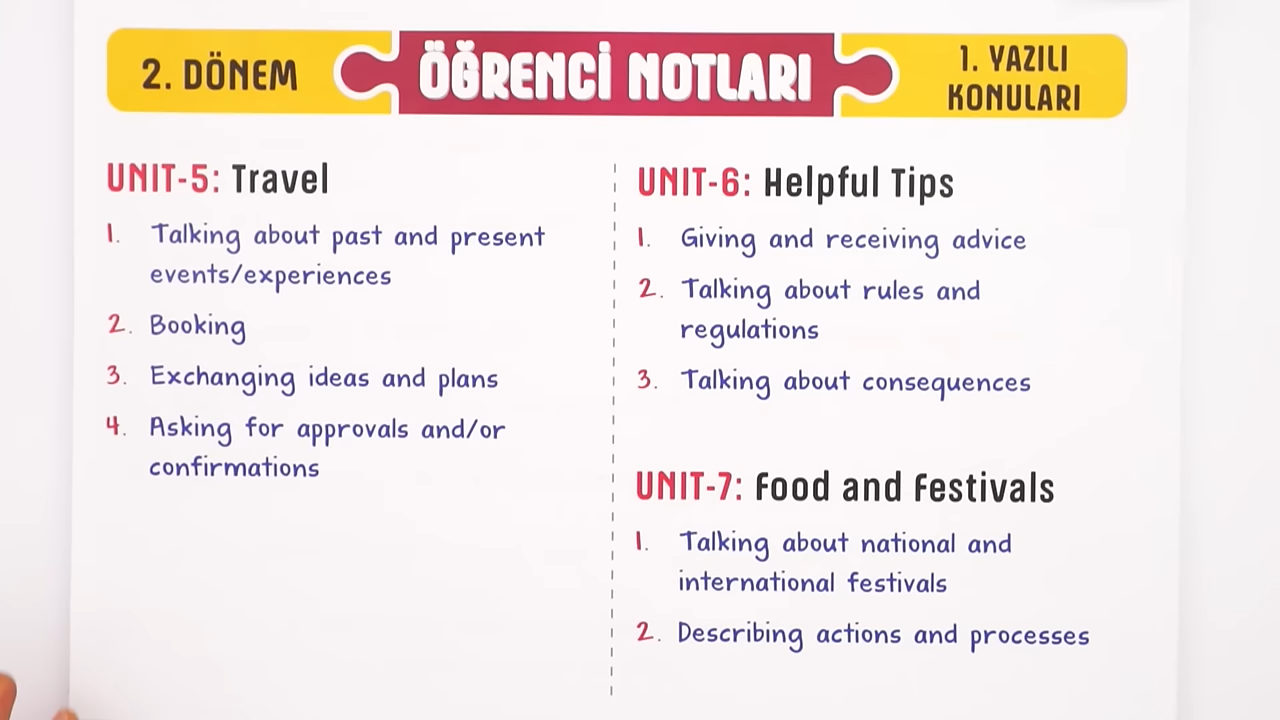 2. DÖNEM
ÖĞRENCİ NOTLARI
1. YAZILI
KONULARI
UNIT-5: Travel
1. Talking about past and present
events/experiences
2. Booking
3. Exchanging ideas and plans
4. Asking for approvals and/or
confirmations
UNIT-6: Helpful Tips
1. Giving and receiving advice
2. Talking about rules and
regulations
3. Talking about consequences
UNIT-7: Food and Festivals
1. Talking about national and
international festivals
2. Describing actions and processes